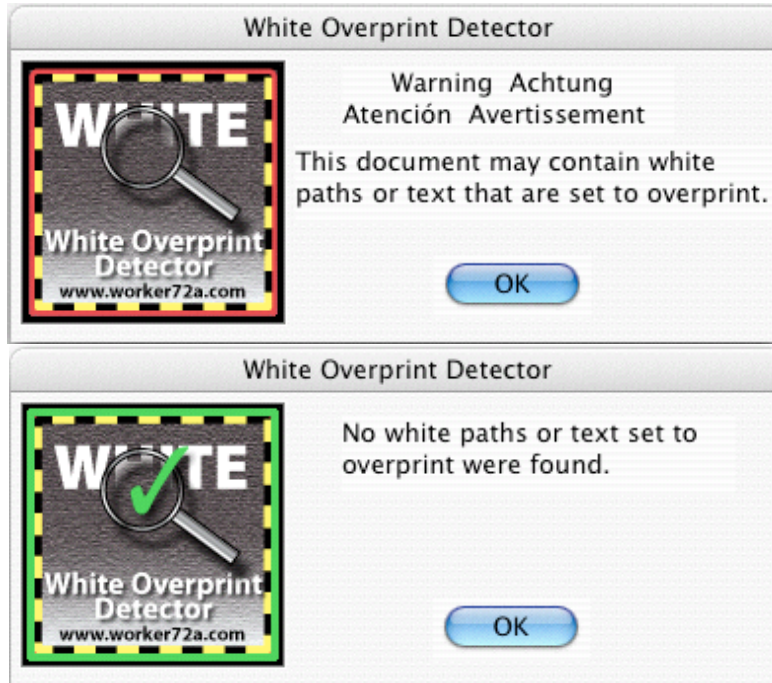 White Overprint Detector
WHITE
White Overprint
Detector
www.worker72a.com
Warning Achtung
Atención Avertissement
This document may contain white
paths or text that are set to overprint.
OK
White Overprint Detector
WHITE
White Overprint
Detector
www.worker72a.com
No white paths or text set to
overprint were found.
OK